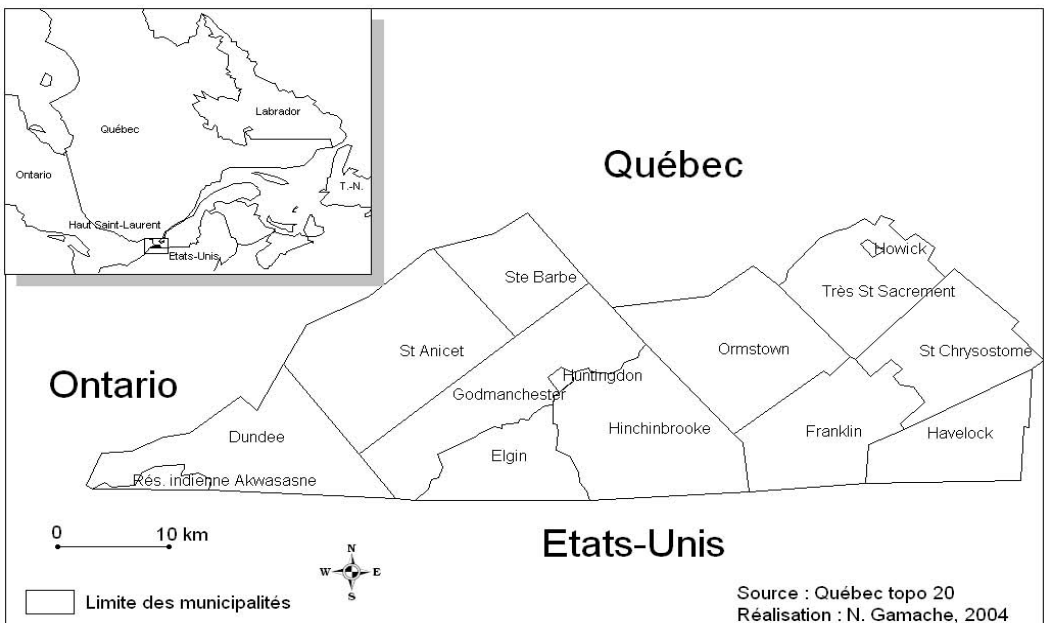 Labrador
Québec
Ontario
T.-N.
Haut Saint-Laurent
Etats-Unis
Québec
Howick
Ste Barbe
Très St Sacrement
St Anicet
Ormstown
St Chrysostome
Ontario
Huntingdon
Godmanchester
Dundee
Hinchinbrooke
Franklin
Havelock
Elgin
Rés. indienne Akwasasne
0 10 km
Etats-Unis
N
W E
S
Limite des municipalités
Source : Québec topo 20
Réalisation : N. Gamache, 2004